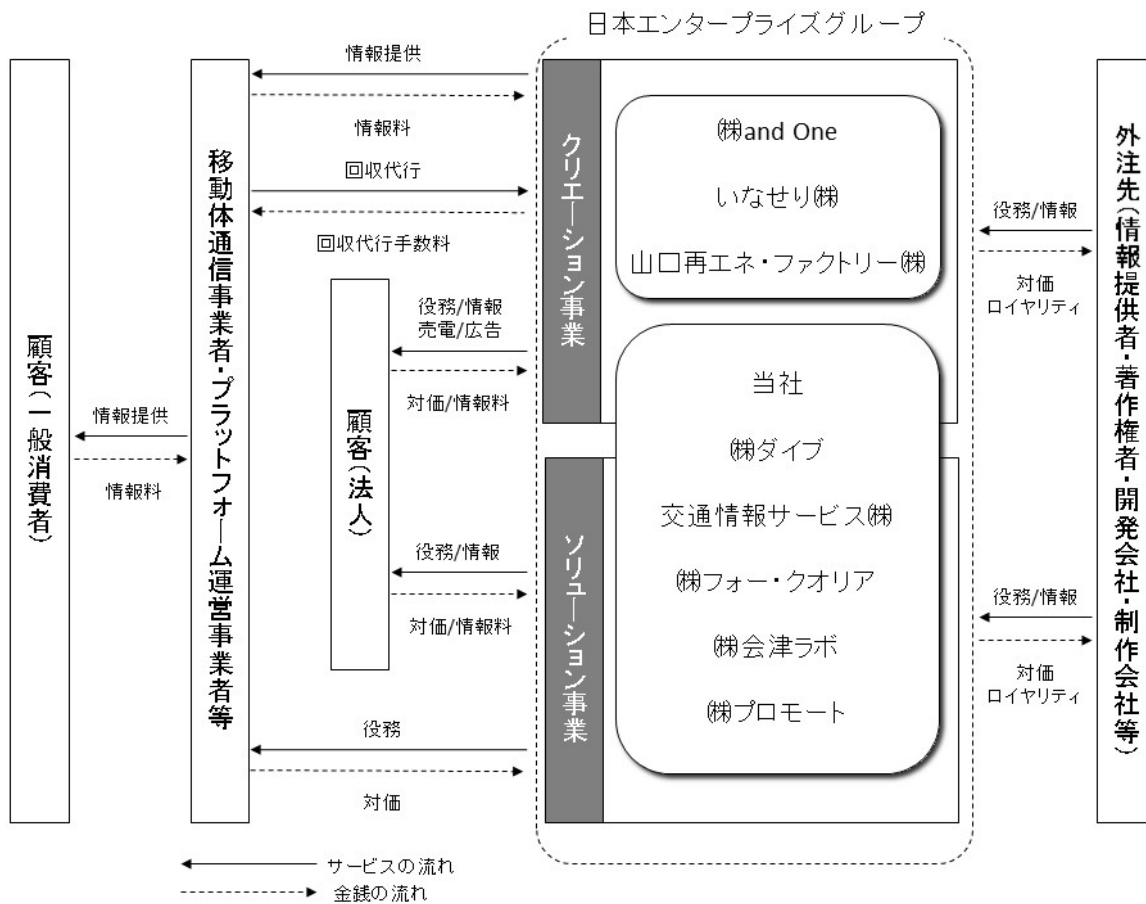 日本エンタープライズグループ
顧客(一般消費者)
情報提供
情報料
移動体通信事業者・プラットフォーム運営事業者等
情報提供
情報料
回収代行
回収代行手数料
顧客(法人)
役務/情報
売電/広告
対価/情報料
役務/情報
対価/情報料
役務
対価
クリエーション事業
㈱and One
いなせり㈱
山口再エネ・ファクトリー㈱
当社
㈱ダイブ
交通情報サービス㈱
㈱フォー・クオリア
㈱会津ラボ
㈱プロモート
ソリューション事業
役務/情報
対価
ロイヤリティ
役務/情報
対価
ロイヤリティ
外注先(情報提供者・著作権者・開発会社・制作会社等)
サービスの流れ
金銭の流れ